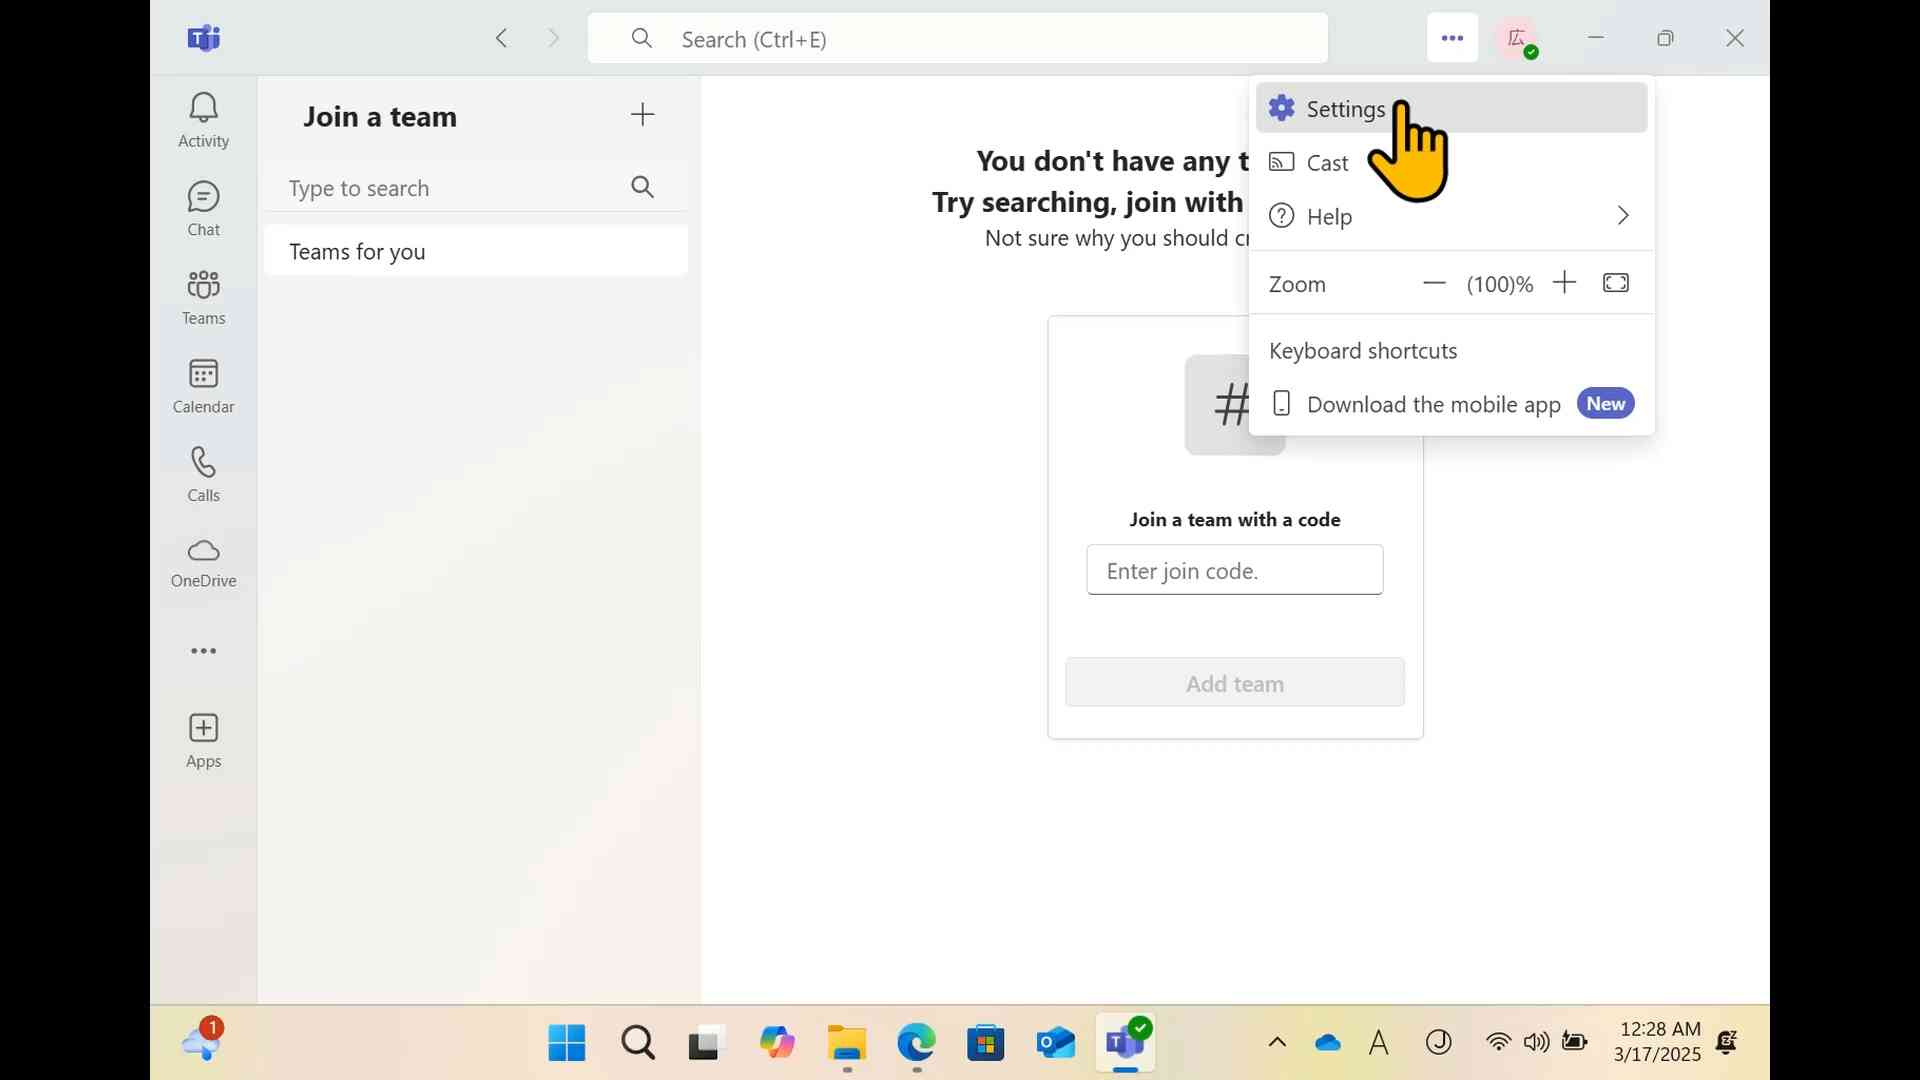 Search (Ctrl+E)
広
Activity
Chat
Teams
Calendar
Calls
OneDrive
Apps
Join a team
Type to search
Teams for you
You don't have any t
Try searching, join with
Not sure why you should cr
#
Join a team with a code
Enter join code.
Add team
Settings
Cast
Help
Zoom
(100)%
Keyboard shortcuts
Download the mobile app New
1
A
J
12:28 AM
3/17/2025